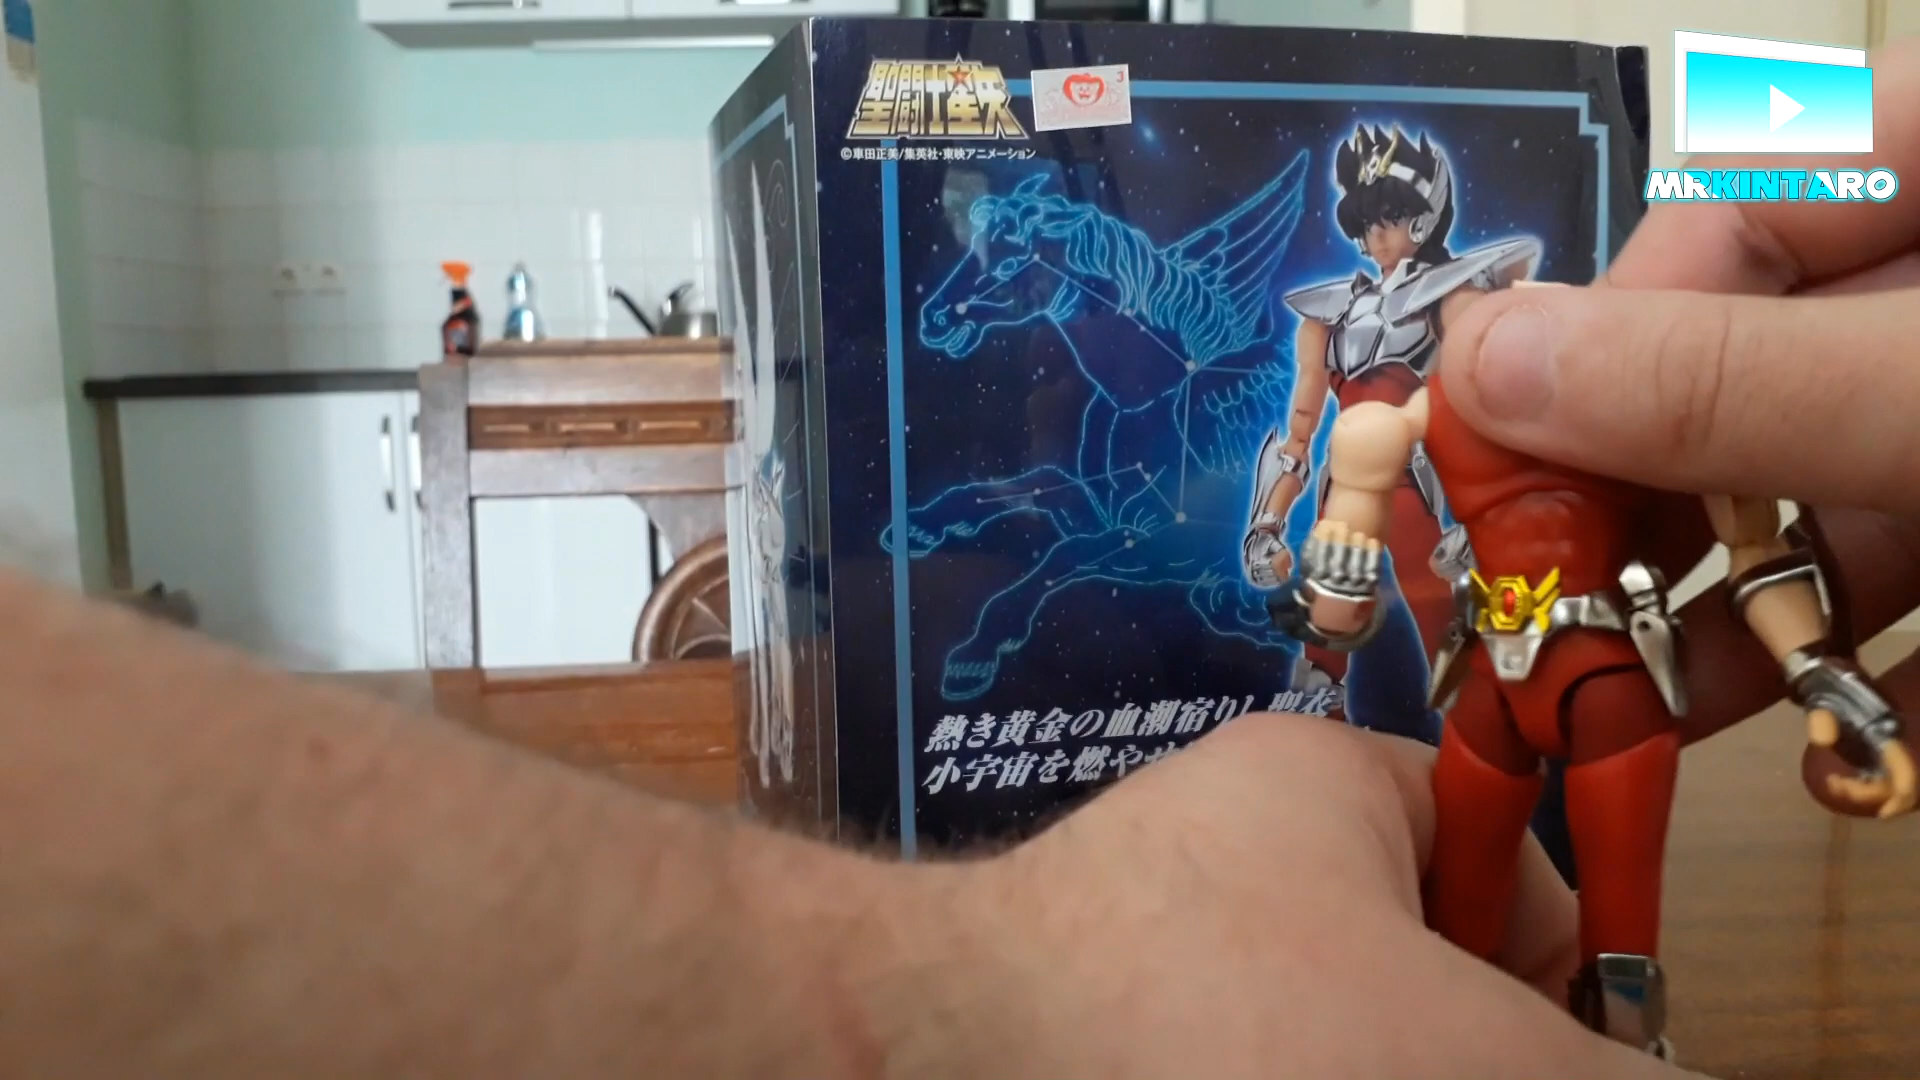 聖闘士星矢
3
©車田正美/集英社・東映アニメーション
MRKINTARO
熱き黄金の血潮宿りし聖衣
小宇宙を燃やせ